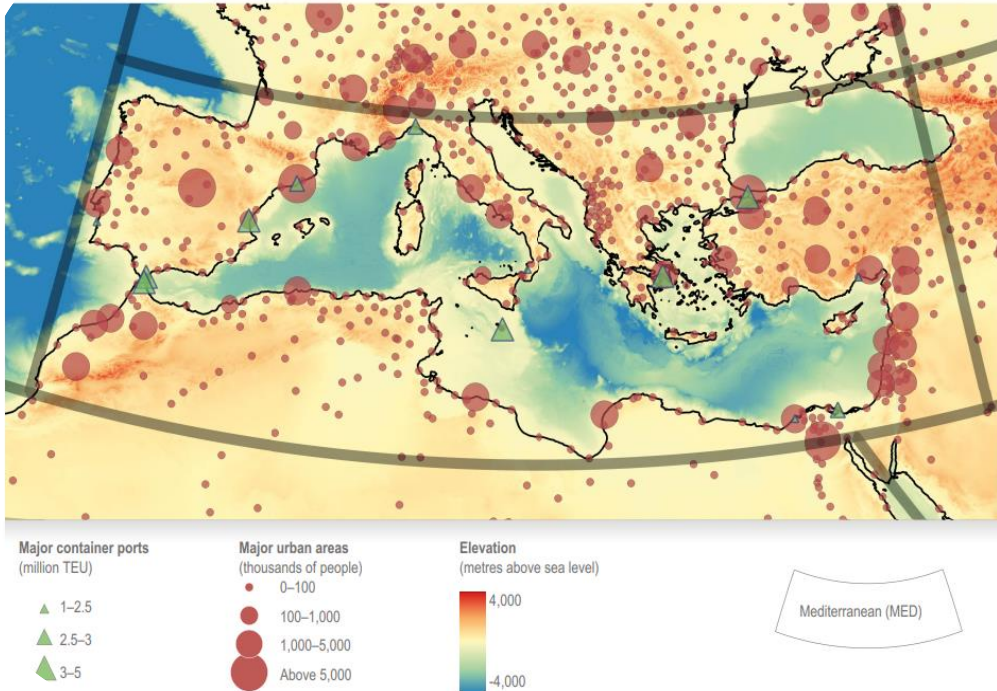 Major container ports
(million TEU)
1–2.5
2.5–3
3–5
Major urban areas
(thousands of people)
0–100
100–1,000
1,000–5,000
Above 5,000
Elevation
(metres above sea level)
4,000
-4,000
Mediterranean (MED)